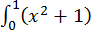 ∫₀¹(x² + 1)